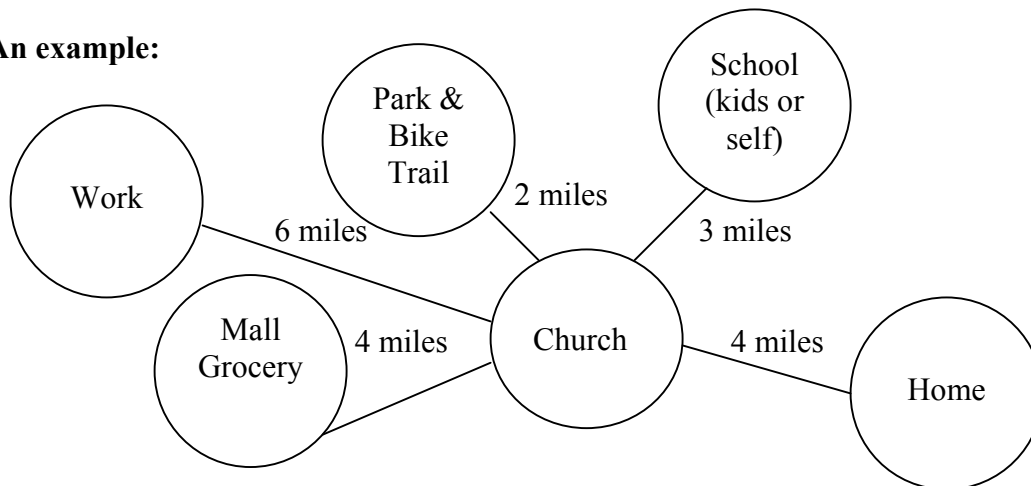 An example:
School
(kids or
self)
Park &
Bike
Trail
Work
2 miles
6 miles
3 miles
Mall
Grocery
4 miles
Church
4 miles
Home